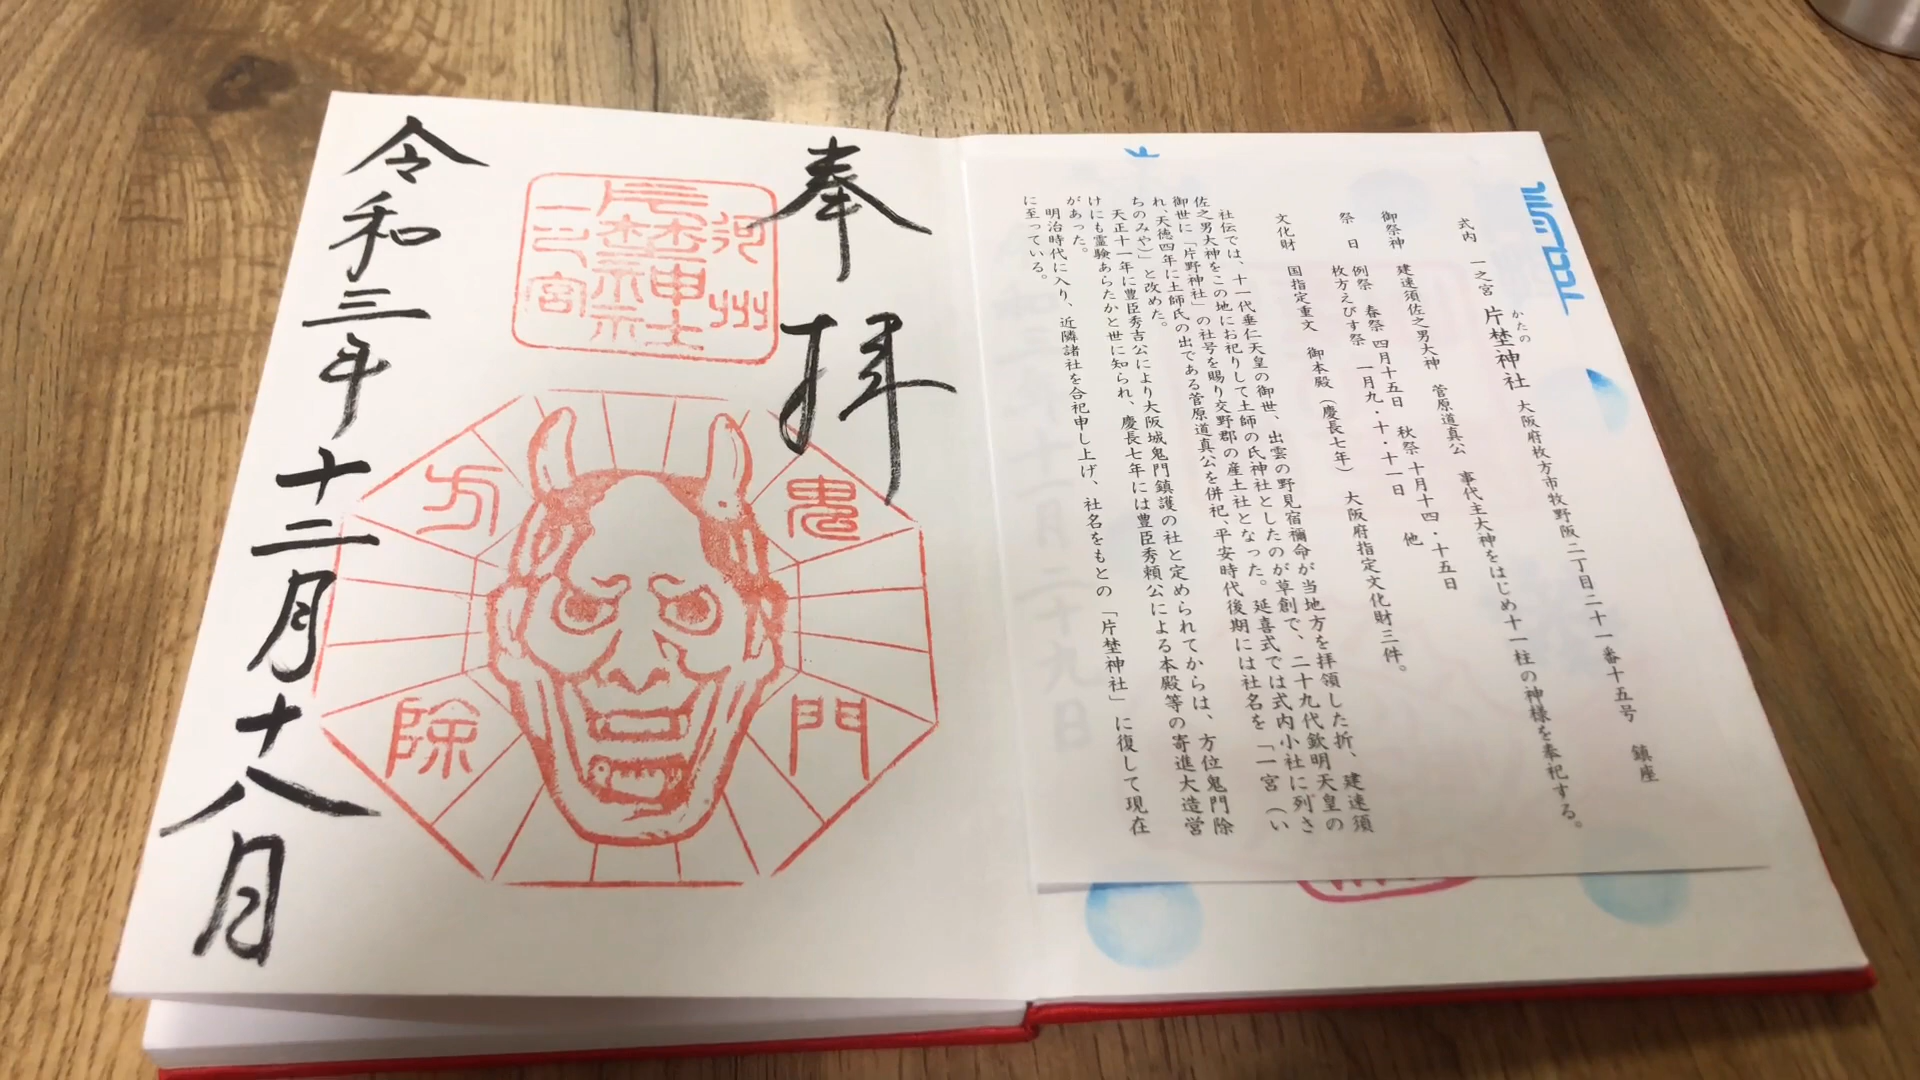 式内 一之宮 片埜神社 大阪府枚方市牧野阪二丁目二十一番十五号 鎮座
かたの
御祭神 建速須佐之男大神 菅原道真公 事代主大神をはじめ十一柱の神様を奉祀する。
祭 日 例祭 春祭 四月十五日 秋祭 十月十四・十五日
枚方えびす祭 一月九・十・十一日 他
文化財 国指定重文 御本殿（慶長七年） 大阪府指定文化財三件。
社伝では、十一代垂仁天皇の御世、出雲の野見宿禰命が当地方を拝領した折、建速須
佐之男大神をこの地にお祀りして土師の氏神社としたのが草創で、二十九代欽明天皇の
御世に「片野神社」の社号を賜り交野郡の産土社となった。延喜式では式内小社に列さ
れ、天徳四年に土師氏の出である菅原道真公を併祀、平安時代後期には社名を「一宮（い
ちのみや）」と改めた。
天正十一年に豊臣秀吉公により大阪城鬼門鎮護の社と定められてからは、方位鬼門除
けにも霊験あらたかと世に知られ、慶長七年には豊臣秀頼公による本殿等の寄進大造営
があった。
明治時代に入り、近隣諸社を合祀申し上げ、社名をもとの「片埜神社」に復して現在
に至っている。
奉拝
河州
片埜神社
一之宮
鬼門
方除
令和三年十二月十八日